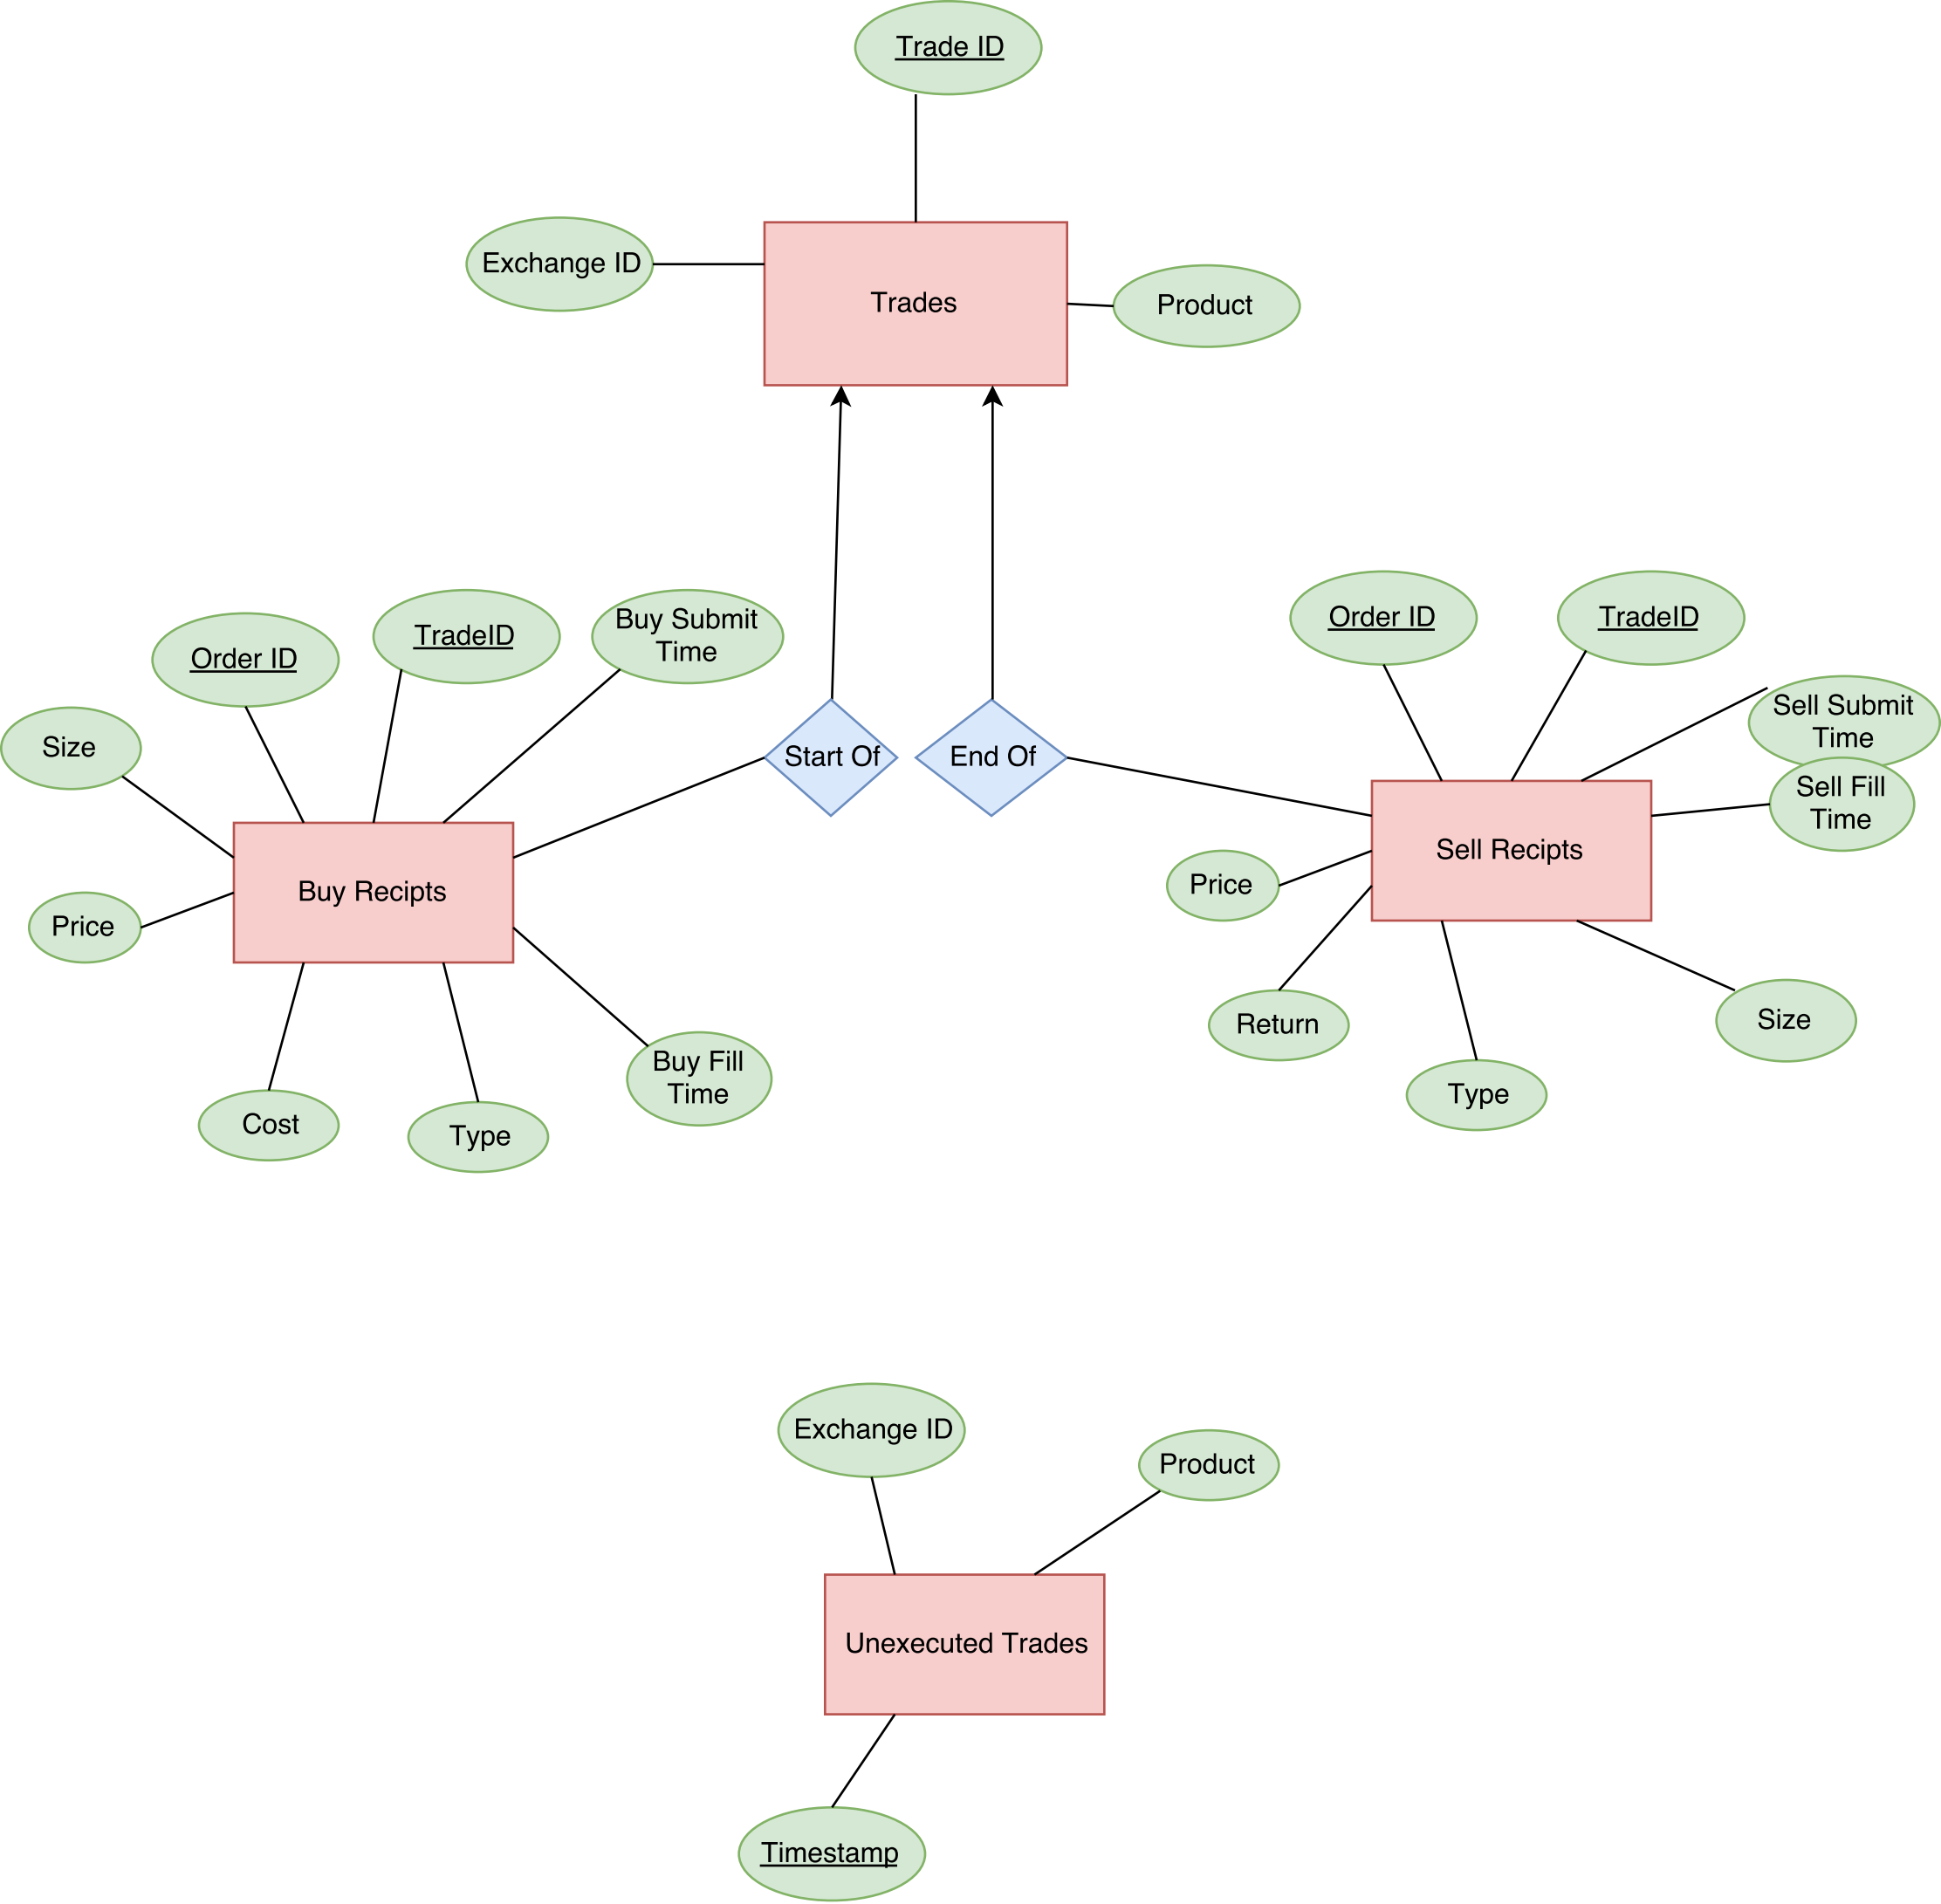 Trade ID
Exchange ID
Trades
Product
Order ID
TradeID
Buy Submit
Time
Size
Start Of
Buy Recipts
Price
Cost
Type
Buy Fill
Time
End Of
Order ID
TradeID
Sell Submit
Time
Sell Fill
Time
Sell Recipts
Price
Return
Type
Size
Exchange ID
Product
Unexecuted Trades
Timestamp